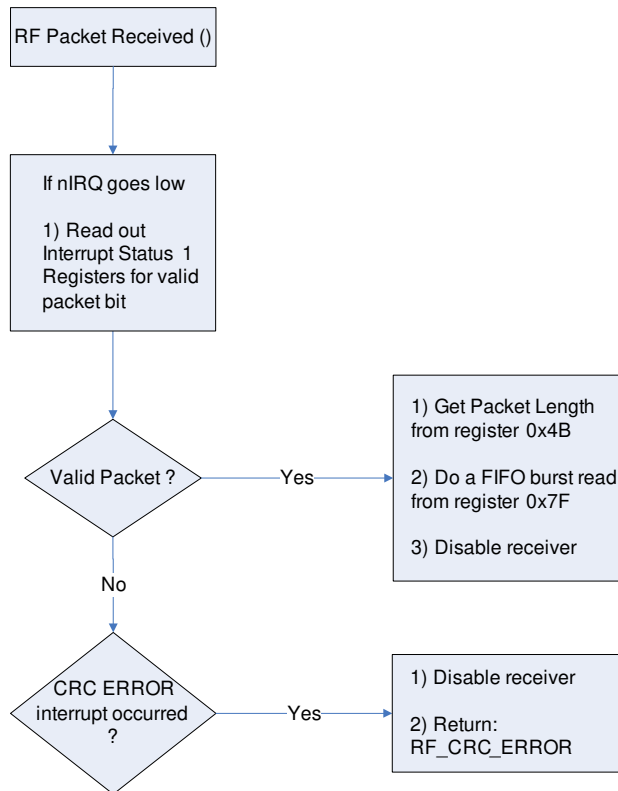 RF Packet Received ()
If nIRQ goes low
1) Read out
Interrupt Status 1
Registers for valid
packet bit
Valid Packet ?
Yes
1) Get Packet Length
from register 0x4B
2) Do a FIFO burst read
from register 0x7F
3) Disable receiver
No
CRC ERROR
interrupt occurred
?
Yes
1) Disable receiver
2) Return:
RF_CRC_ERROR